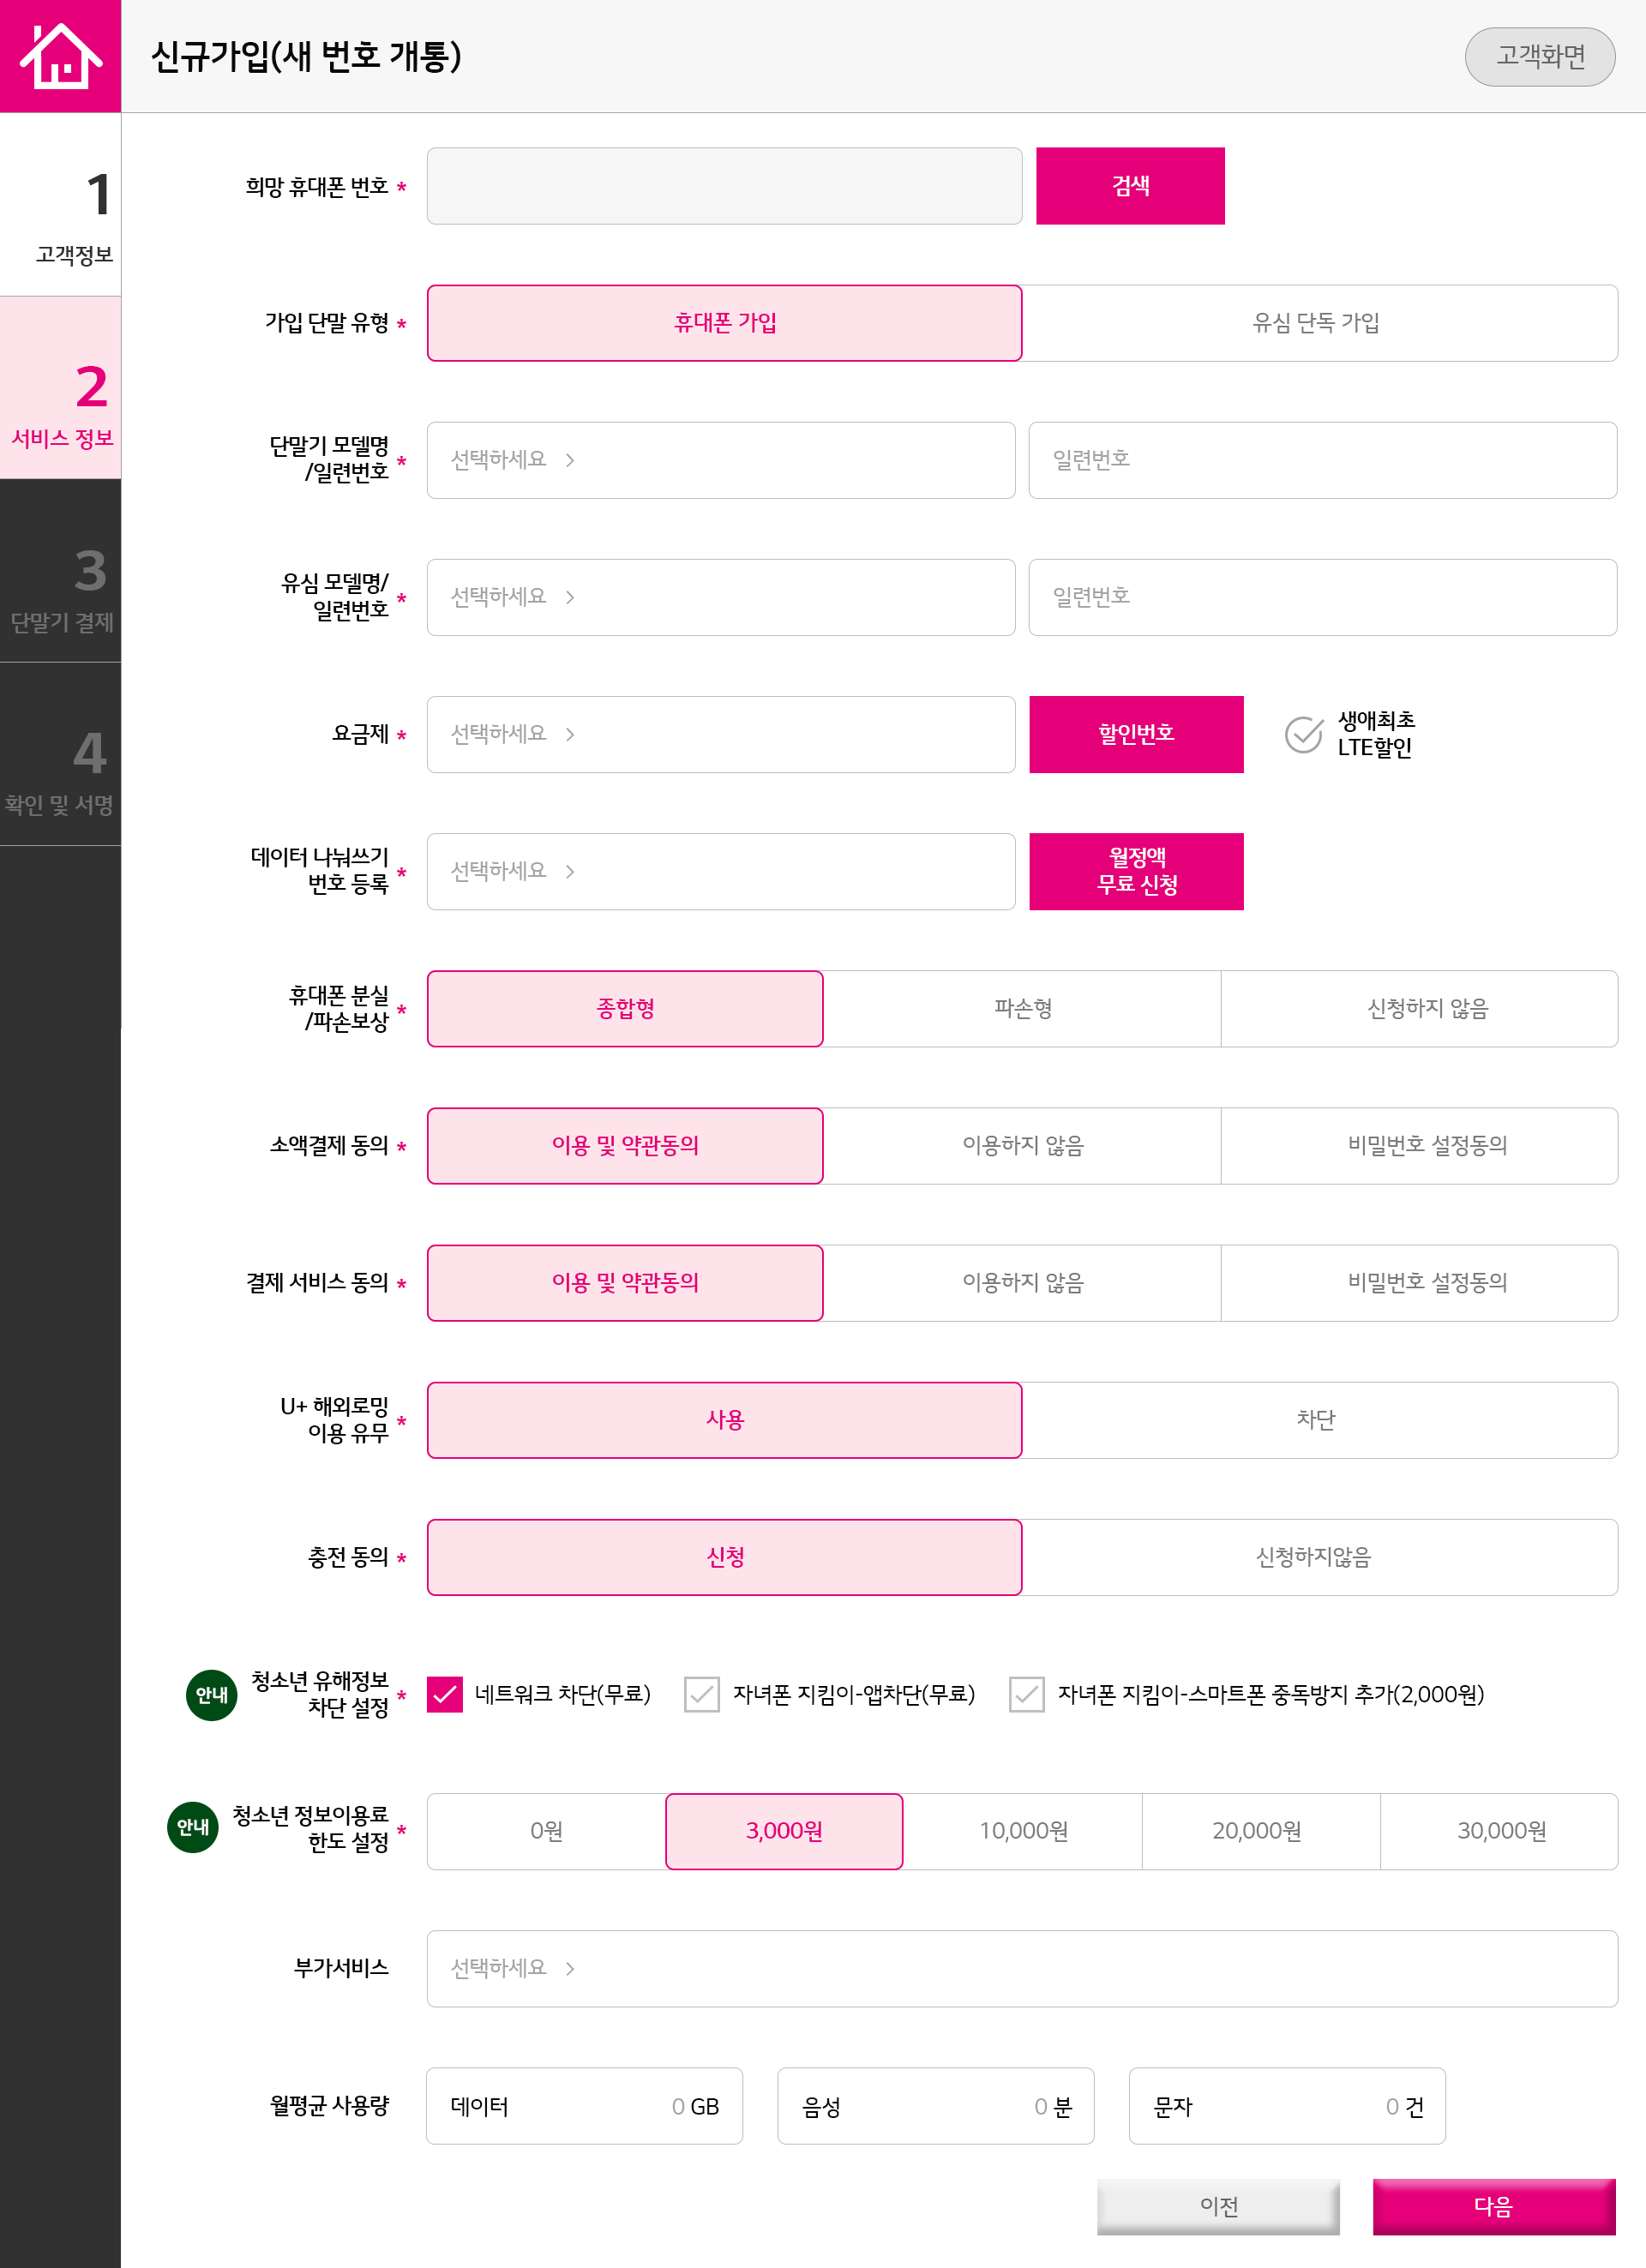 신규가입(새 번호 개통)
고객화면
1
고객정보
2
서비스 정보
3
단말기 결제
4
확인 및 서명
희망 휴대폰 번호 *
검색
가입 단말 유형 *
휴대폰 가입
유심 단독 가입
단말기 모델명
/일련번호 *
선택하세요 >
일련번호
유심 모델명/
일련번호 *
선택하세요 >
일련번호
요금제 *
선택하세요 >
할인번호
생애최초
LTE할인
데이터 나눠쓰기
번호 등록 *
선택하세요 >
월정액
무료 신청
휴대폰 분실
/파손보상 *
종합형
파손형
신청하지 않음
소액결제 동의 *
이용 및 약관동의
이용하지 않음
비밀번호 설정동의
결제 서비스 동의 *
이용 및 약관동의
이용하지 않음
비밀번호 설정동의
U+ 해외로밍
이용 유무 *
사용
차단
충전 동의 *
신청
신청하지않음
안내
청소년 유해정보
차단 설정 *
네트워크 차단(무료)
자녀폰 지킴이-앱차단(무료)
자녀폰 지킴이-스마트폰 중독방지 추가(2,000원)
안내
청소년 정보이용료
한도 설정 *
0원
3,000원
10,000원
20,000원
30,000원
부가서비스
선택하세요 >
월평균 사용량
데이터 0 GB
음성 0 분
문자 0 건
이전
다음